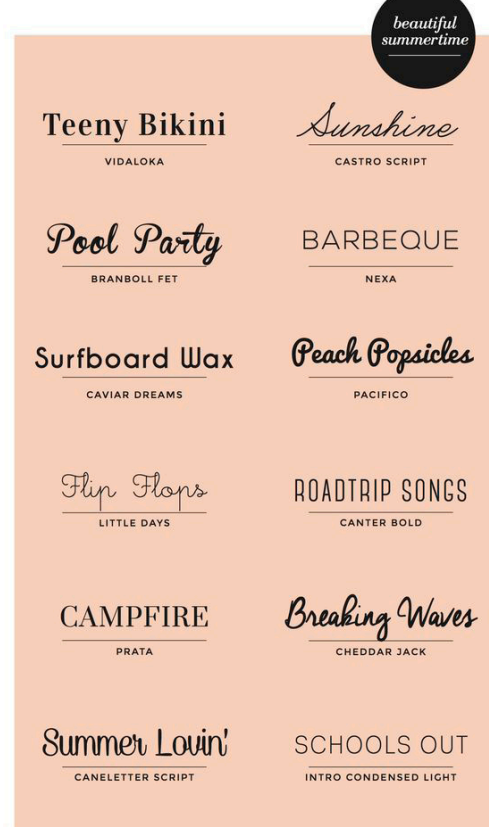 beautiful
summertime
Teeny Bikini
VIDALOKA
Sunshine
CASTRO SCRIPT
Pool Party
BRANBOLL FET
BARBEQUE
NEXA
Surfboard Wax
CAVIAR DREAMS
Peach Popsicles
PACIFICO
Flip Flops
LITTLE DAYS
ROADTRIP SONGS
CANTER BOLD
CAMPFIRE
PRATA
Breaking Waves
CHEDDAR JACK
Summer Lovin'
CANELETTER SCRIPT
SCHOOLS OUT
INTRO CONDENSED LIGHT